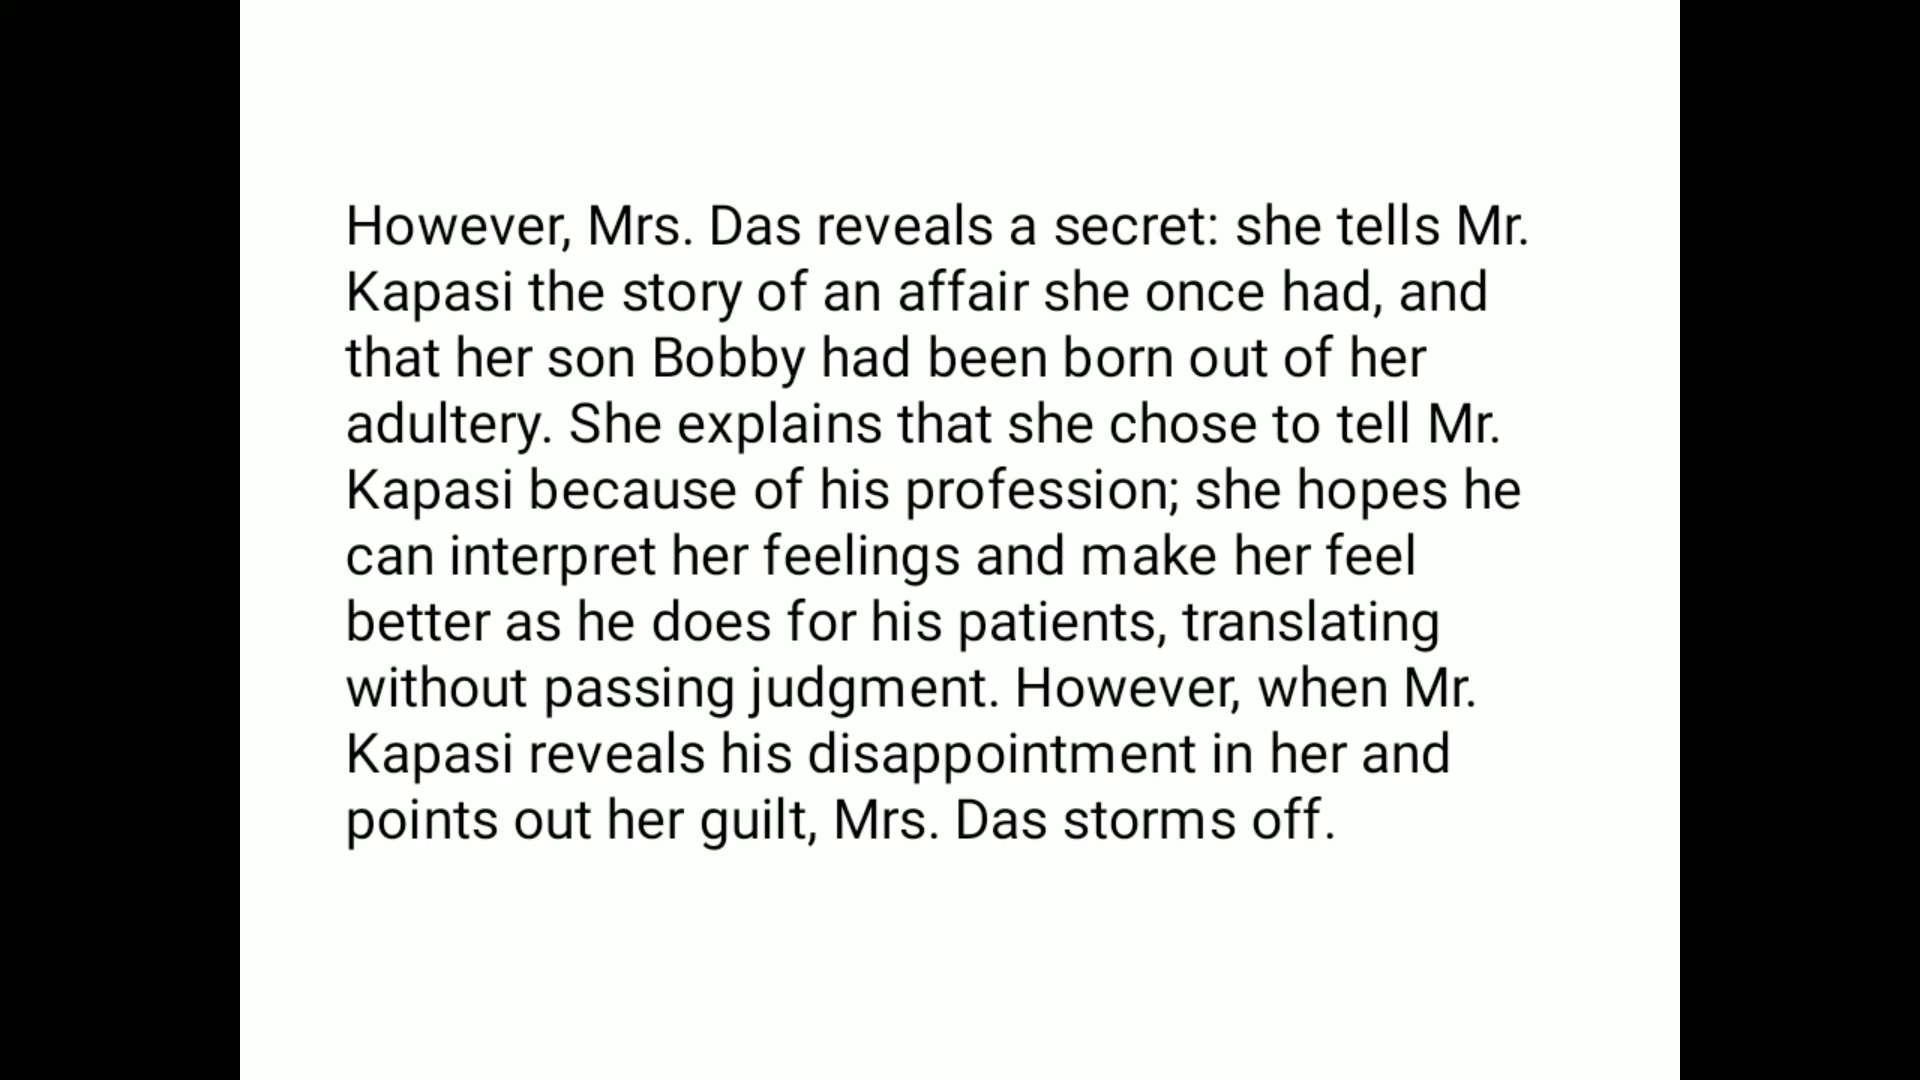 However, Mrs. Das reveals a secret: she tells Mr.
Kapasi the story of an affair she once had, and
that her son Bobby had been born out of her
adultery. She explains that she chose to tell Mr.
Kapasi because of his profession; she hopes he
can interpret her feelings and make her feel
better as he does for his patients, translating
without passing judgment. However, when Mr.
Kapasi reveals his disappointment in her and
points out her guilt, Mrs. Das storms off.